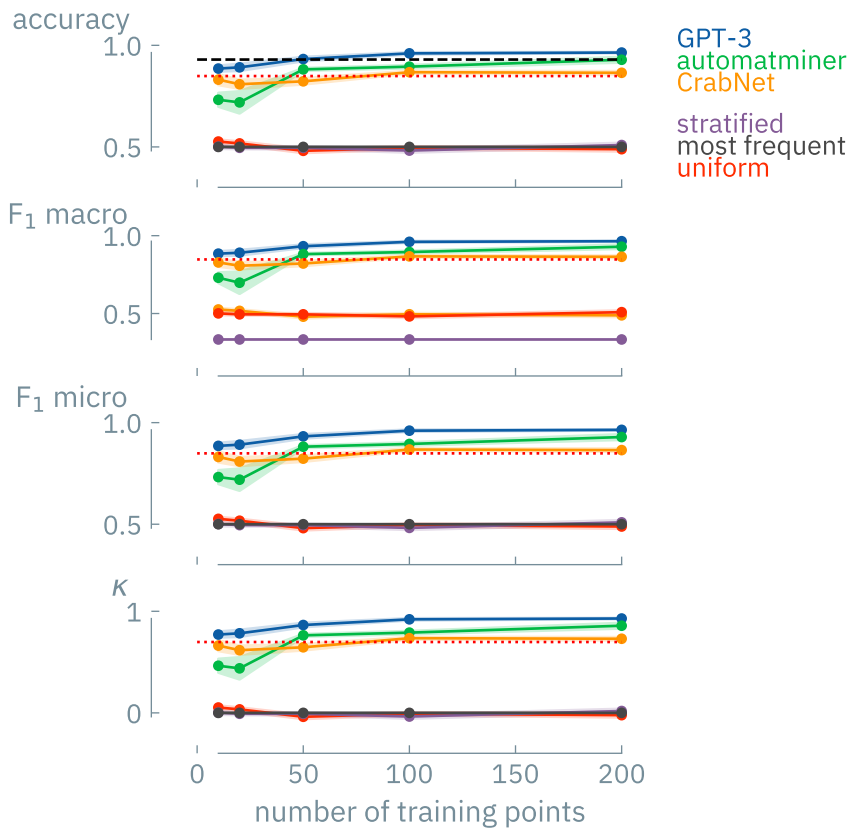 accuracy
1.0
0.5
GPT-3
automatminer
CrabNet
stratified
most frequent
uniform
F₁ macro
1.0
0.5
F₁ micro
1.0
0.5
κ
1
0
0 50 100 150 200
number of training points